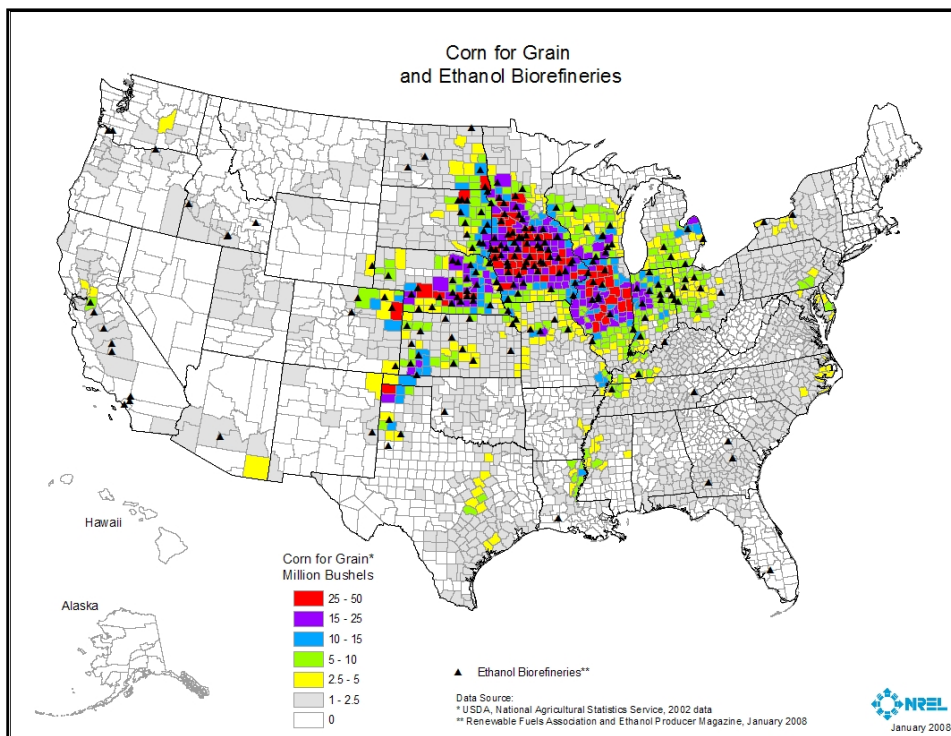 Corn for Grain
and Ethanol Biorefineries
Hawaii
Alaska
Corn for Grain*
Million Bushels
25 - 50
15 - 25
10 - 15
5 - 10
2.5 - 5
1 - 2.5
0
Ethanol Biorefineries**
Data Source:
* USDA, National Agricultural Statistics Service, 2002 data
** Renewable Fuels Association and Ethanol Producer Magazine, January 2008
NREL
January 2008